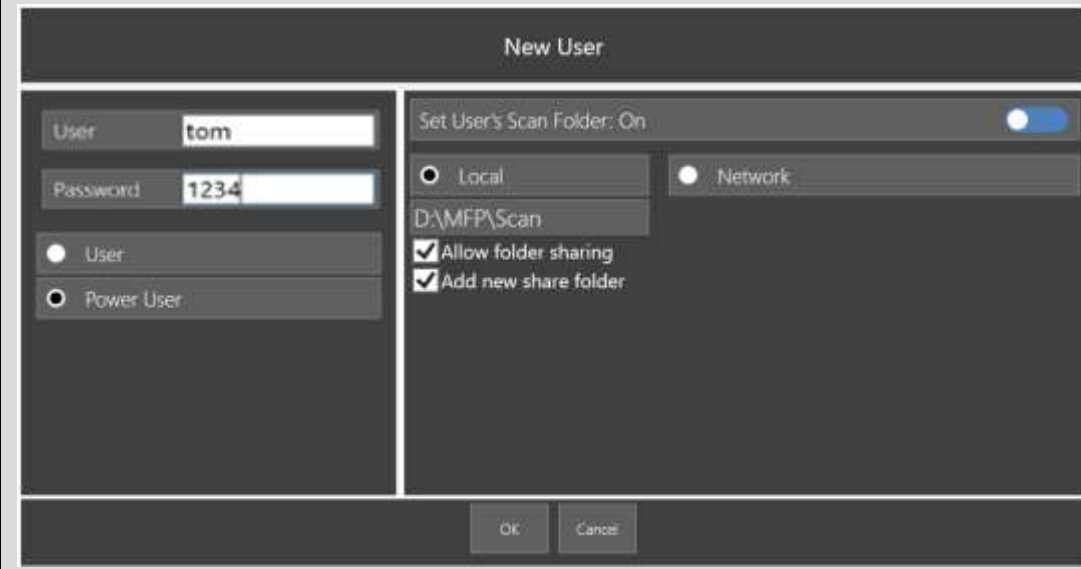 New User
User tom
Password 1234
User
Power User
Set User's Scan Folder: On
Local Network
D:\MFP\Scan
Allow folder sharing
Add new share folder
OK Cancel